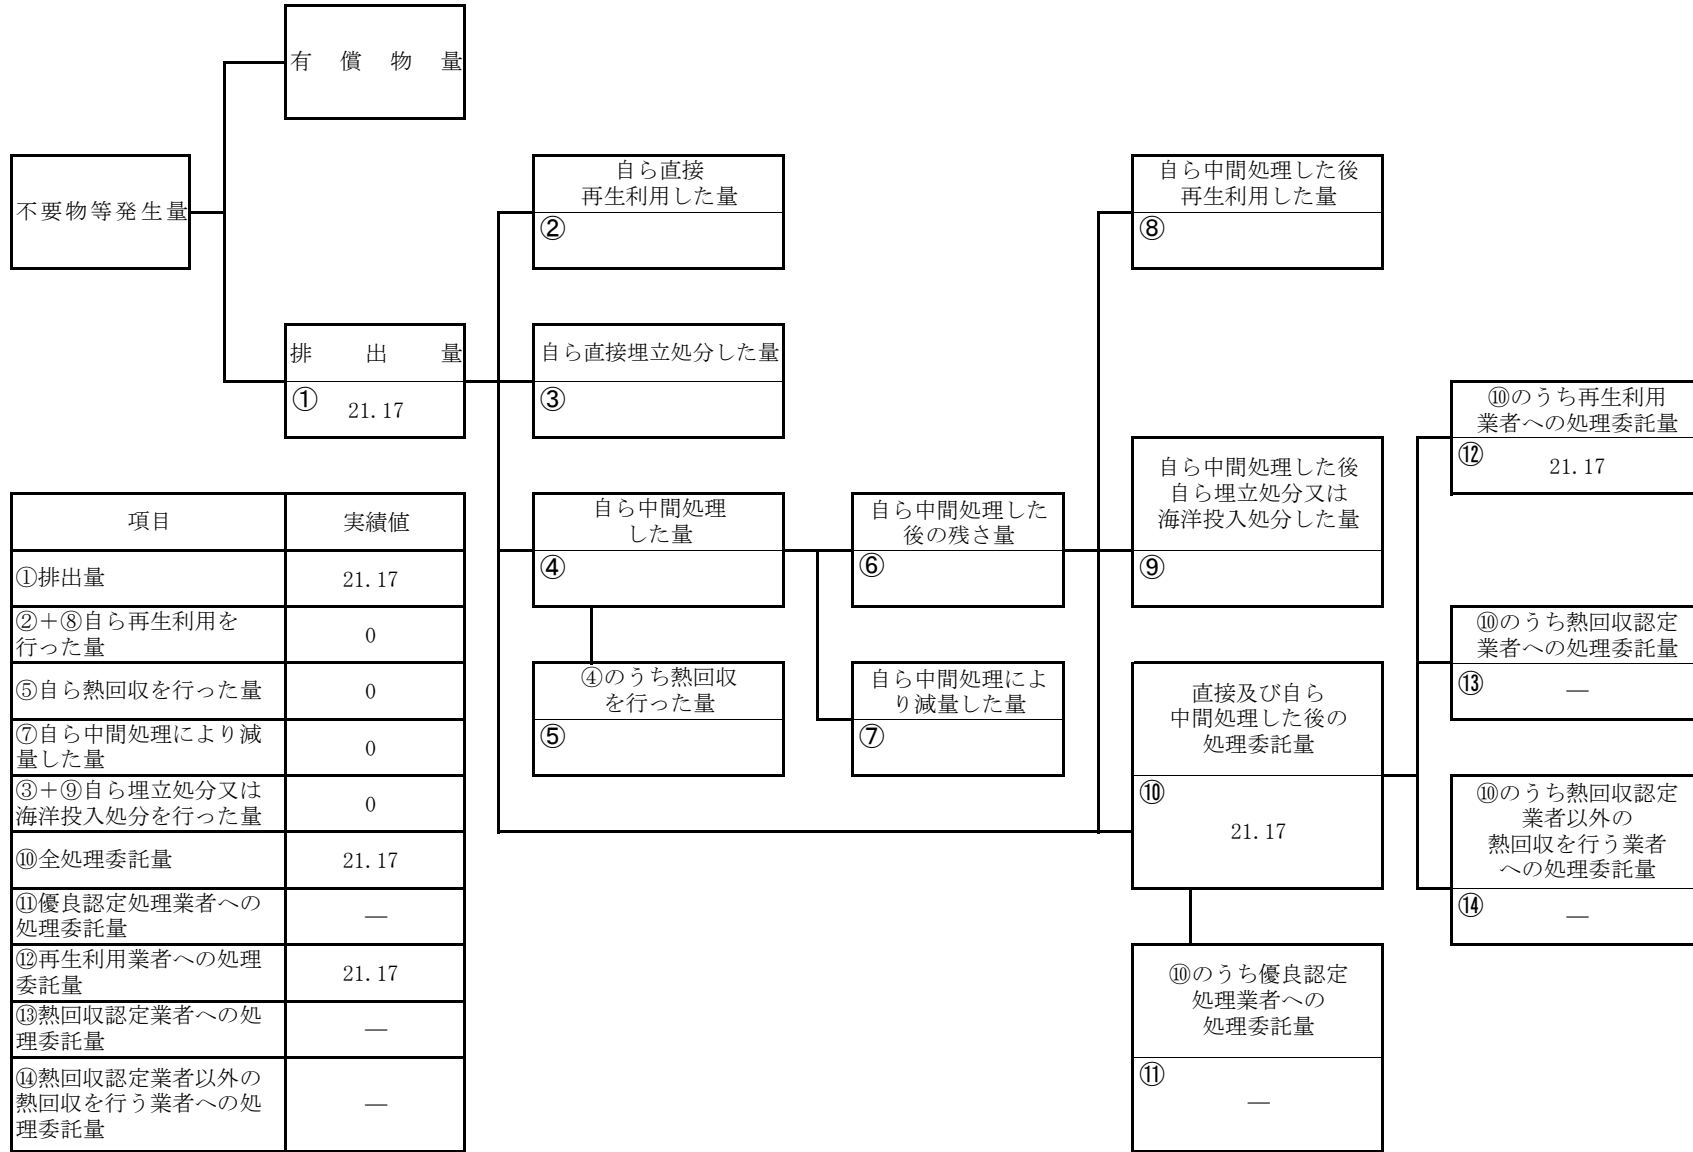 有償物量
不要物等発生量
排出量
① 21.17
自ら直接
再生利用した量
②
自ら直接埋立処分した量
③
自ら中間処理
した量
④
④のうち熱回収
を行った量
⑤
自ら中間処理した
後の残さ量
⑥
自ら中間処理によ
り減量した量
⑦
自ら中間処理した後
再生利用した量
⑧
自ら中間処理した後
自ら埋立処分又は
海洋投入処分した量
⑨
直接及び自ら
中間処理した後の
処理委託量
⑩
21.17
⑩のうち優良認定
処理業者への
処理委託量
⑪
―
⑩のうち再生利用
業者への処理委託量
⑫ 21.17
⑩のうち熱回収認定
業者への処理委託量
⑬ ―
⑩のうち熱回収認定
業者以外の
熱回収を行う業者
への処理委託量
⑭ ―
項目 実績値
①排出量 21.17
②+⑧自ら再生利用を
行った量 0
⑤自ら熱回収を行った量 0
⑦自ら中間処理により減
量した量 0
③+⑨自ら埋立処分又は
海洋投入処分を行った量 0
⑩全処理委託量 21.17
⑪優良認定処理業者への
処理委託量 ―
⑫再生利用業者への処理
委託量 21.17
⑬熱回収認定業者への処
理委託量 ―
⑭熱回収認定業者以外の
熱回収を行う業者への処
理委託量 ―